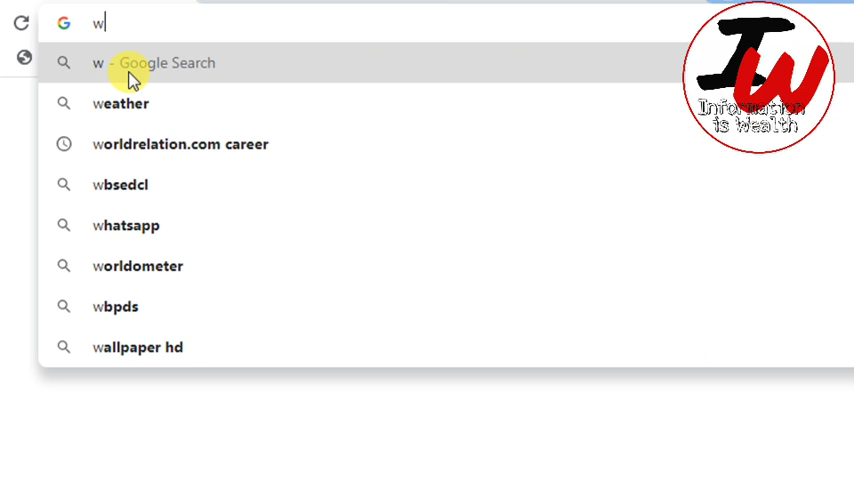 w
w - Google Search
weather
worldrelation.com career
wbsedcl
whatsapp
worldometer
wbpds
wallpaper hd
IW
Information
is Wealth